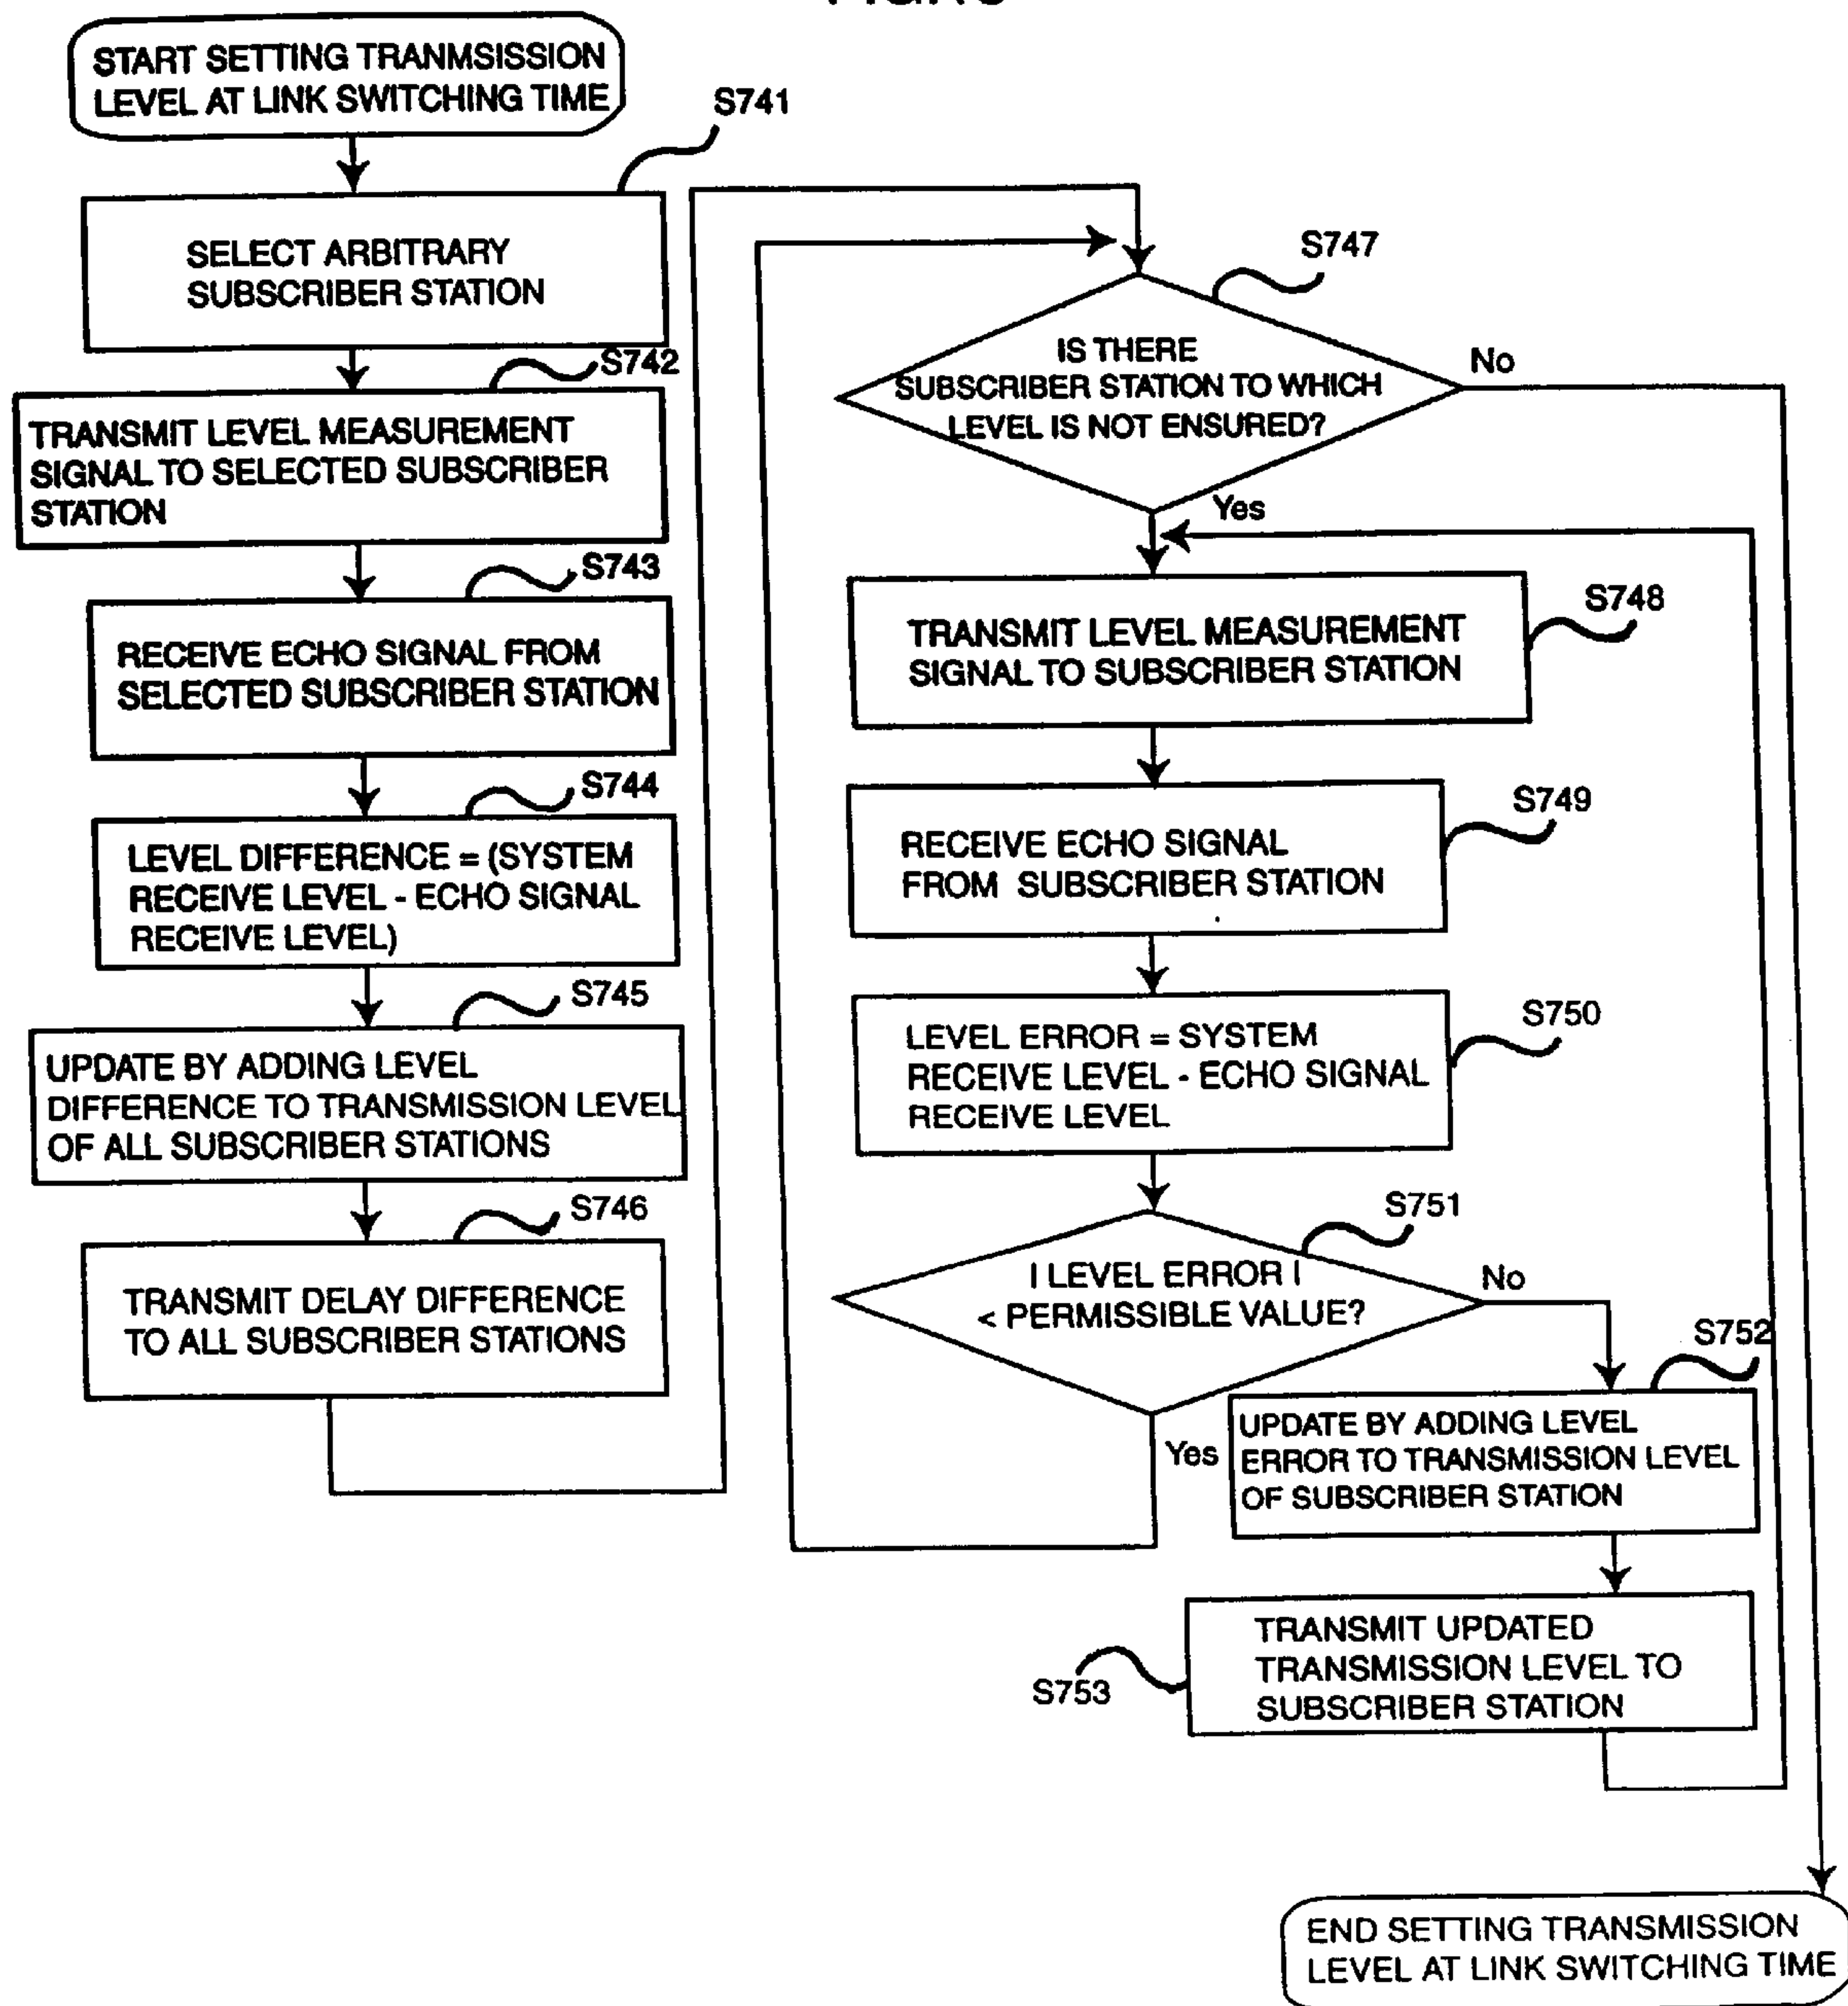 START SETTING TRANMSISSION
LEVEL AT LINK SWITCHING TIME
S741
SELECT ARBITRARY
SUBSCRIBER STATION
S742
TRANSMIT LEVEL MEASUREMENT
SIGNAL TO SELECTED SUBSCRIBER
STATION
S743
RECEIVE ECHO SIGNAL FROM
SELECTED SUBSCRIBER STATION
S744
LEVEL DIFFERENCE = (SYSTEM
RECEIVE LEVEL - ECHO SIGNAL
RECEIVE LEVEL)
S745
UPDATE BY ADDING LEVEL
DIFFERENCE TO TRANSMISSION LEVEL
OF ALL SUBSCRIBER STATIONS
S746
TRANSMIT DELAY DIFFERENCE
TO ALL SUBSCRIBER STATIONS
S747
IS THERE
SUBSCRIBER STATION TO WHICH
LEVEL IS NOT ENSURED?
No
Yes
S748
TRANSMIT LEVEL MEASUREMENT
SIGNAL TO SUBSCRIBER STATION
S749
RECEIVE ECHO SIGNAL
FROM SUBSCRIBER STATION
S750
LEVEL ERROR = SYSTEM
RECEIVE LEVEL - ECHO SIGNAL
RECEIVE LEVEL
S751
I LEVEL ERROR I
< PERMISSIBLE VALUE?
No
Yes
S752
UPDATE BY ADDING LEVEL
ERROR TO TRANSMISSION LEVEL
OF SUBSCRIBER STATION
S753
TRANSMIT UPDATED
TRANSMISSION LEVEL TO
SUBSCRIBER STATION
END SETTING TRANSMISSION
LEVEL AT LINK SWITCHING TIME